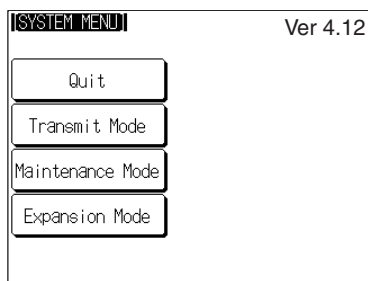 [SYSTEM MENU]
Ver 4.12
Quit
Transmit Mode
Maintenance Mode
Expansion Mode